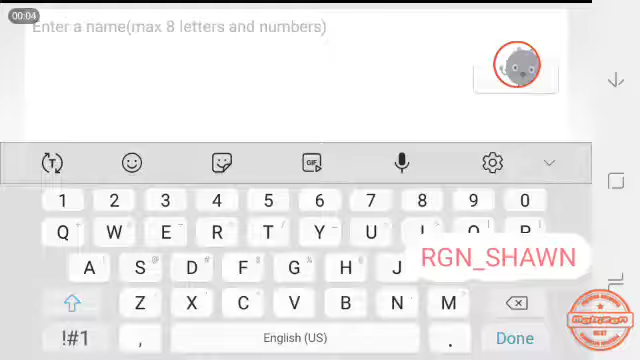 00:04
Enter a name(max 8 letters and numbers)
GIF
1 2 3 4 5 6 7 8 9 0
Q W E R T Y U I O P
A S D F G H J
RGN_SHAWN
Z X C V B N M
!#1 , English (US) . Done